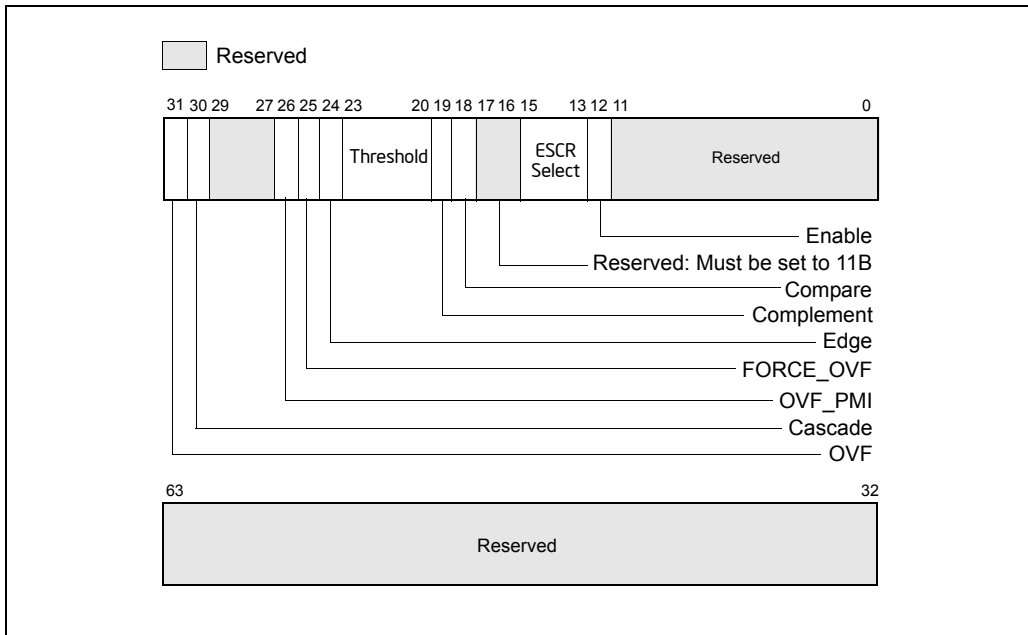 Reserved
31 30 29 27 26 25 24 23 20 19 18 17 16 15 13 12 11 0
Threshold
ESCR
Select
Reserved
Enable
Reserved: Must be set to 11B
Compare
Complement
Edge
FORCE_OVF
OVF_PMI
Cascade
OVF
63 32
Reserved